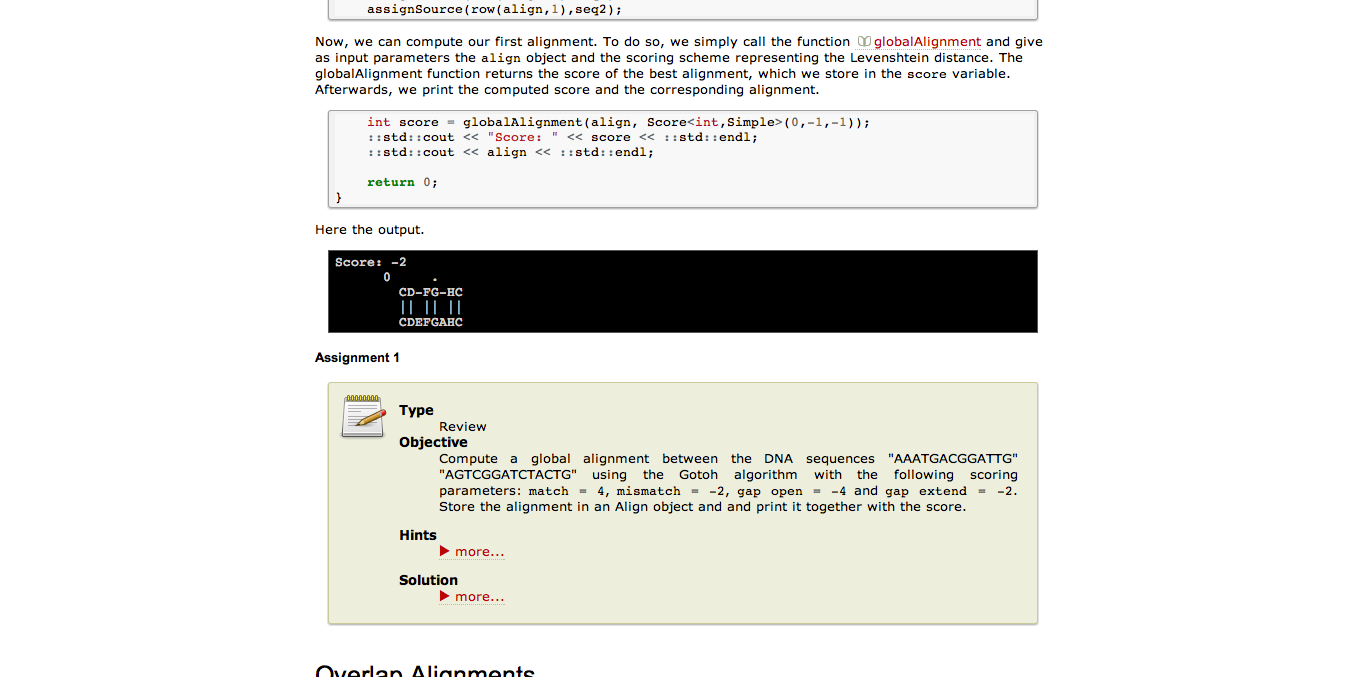 assignSource(row(align,1),seq2);
Now, we can compute our first alignment. To do so, we simply call the function globalAlignment and give
as input parameters the align object and the scoring scheme representing the Levenshtein distance. The
globalAlignment function returns the score of the best alignment, which we store in the score variable.
Afterwards, we print the computed score and the corresponding alignment.
int score = globalAlignment(align, Score<int,Simple>(0,-1,-1));
::std::cout << "Score: " << score << ::std::endl;
::std::cout << align << ::std::endl;
return 0;
}
Here the output.
Score: -2
0 .
CD-FG-HC
|| || ||
CDEFGAHC
Assignment 1
Type
Review
Objective
Compute a global alignment between the DNA sequences "AAATGACGGATTG"
"AGTCGGATCTACTG" using the Gotoh algorithm with the following scoring
parameters: match = 4, mismatch = -2, gap open = -4 and gap extend = -2.
Store the alignment in an Align object and and print it together with the score.
Hints
more...
Solution
more...
Overlap Alignments